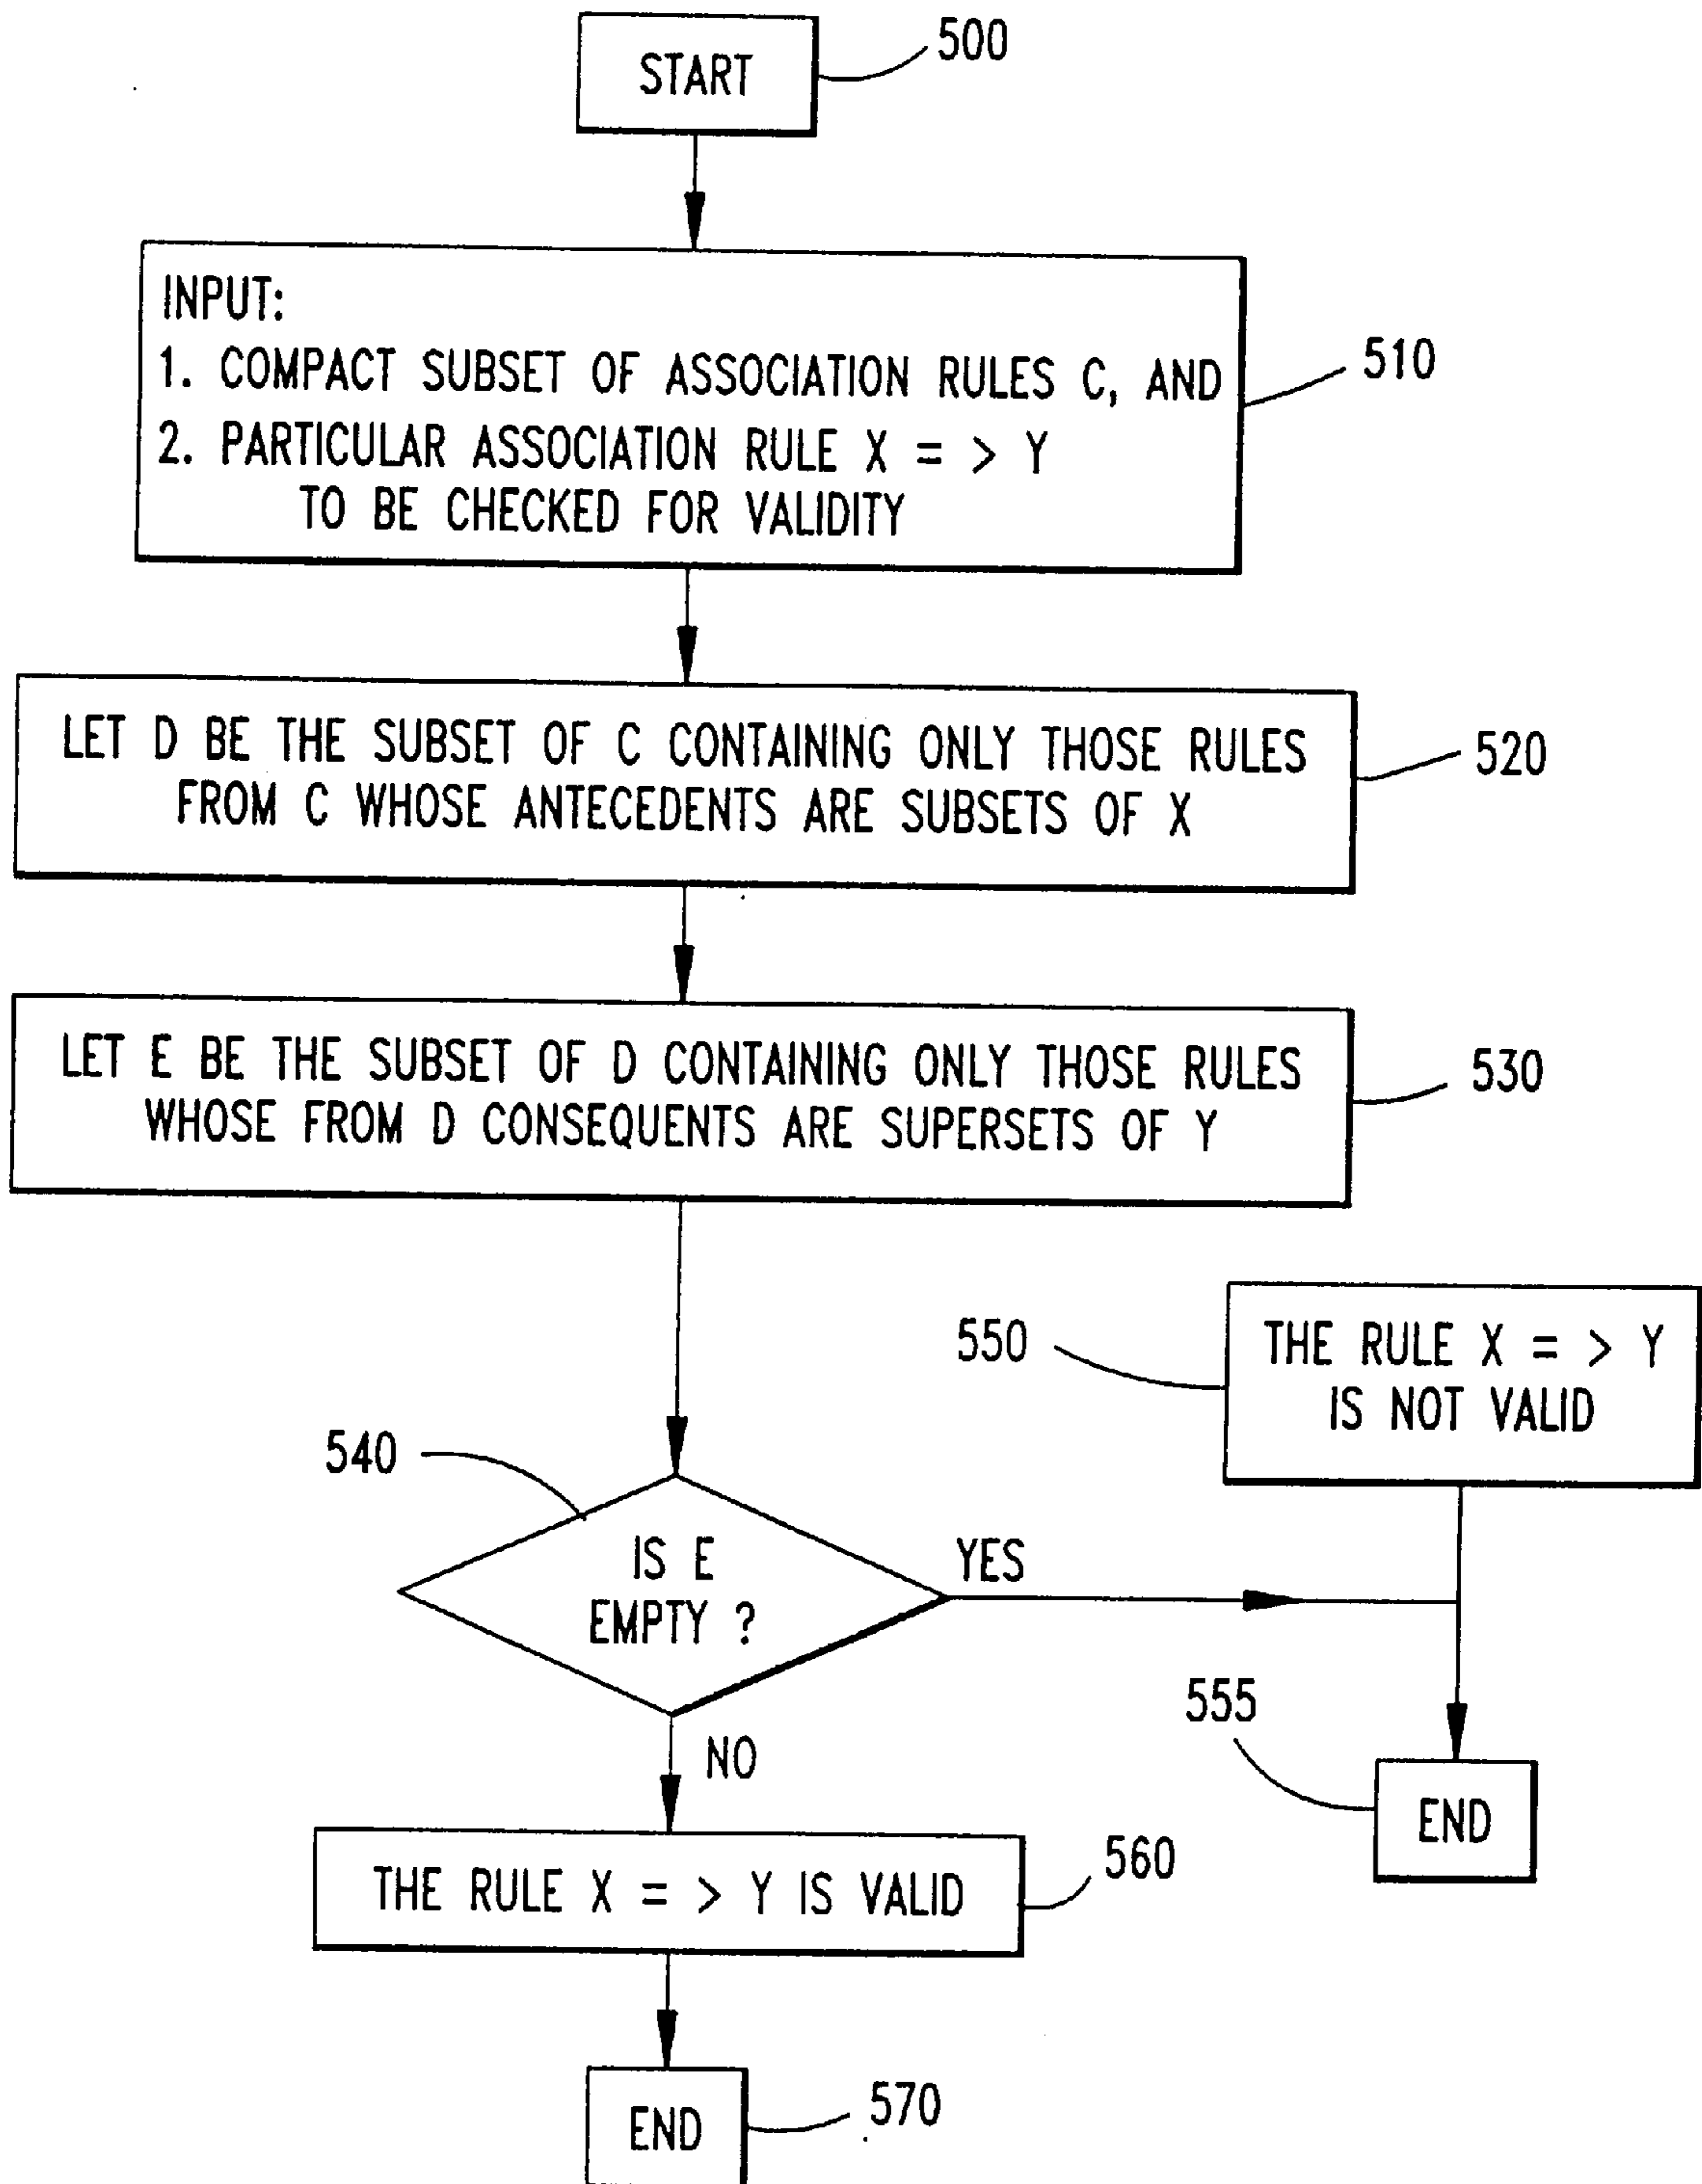 START
500
INPUT:
1. COMPACT SUBSET OF ASSOCIATION RULES C, AND
2. PARTICULAR ASSOCIATION RULE X = > Y
TO BE CHECKED FOR VALIDITY
510
LET D BE THE SUBSET OF C CONTAINING ONLY THOSE RULES
FROM C WHOSE ANTECEDENTS ARE SUBSETS OF X
520
LET E BE THE SUBSET OF D CONTAINING ONLY THOSE RULES
WHOSE FROM D CONSEQUENTS ARE SUPERSETS OF Y
530
550
THE RULE X = > Y
IS NOT VALID
540
IS E
EMPTY ?
YES
NO
555
END
THE RULE X = > Y IS VALID
560
END
570